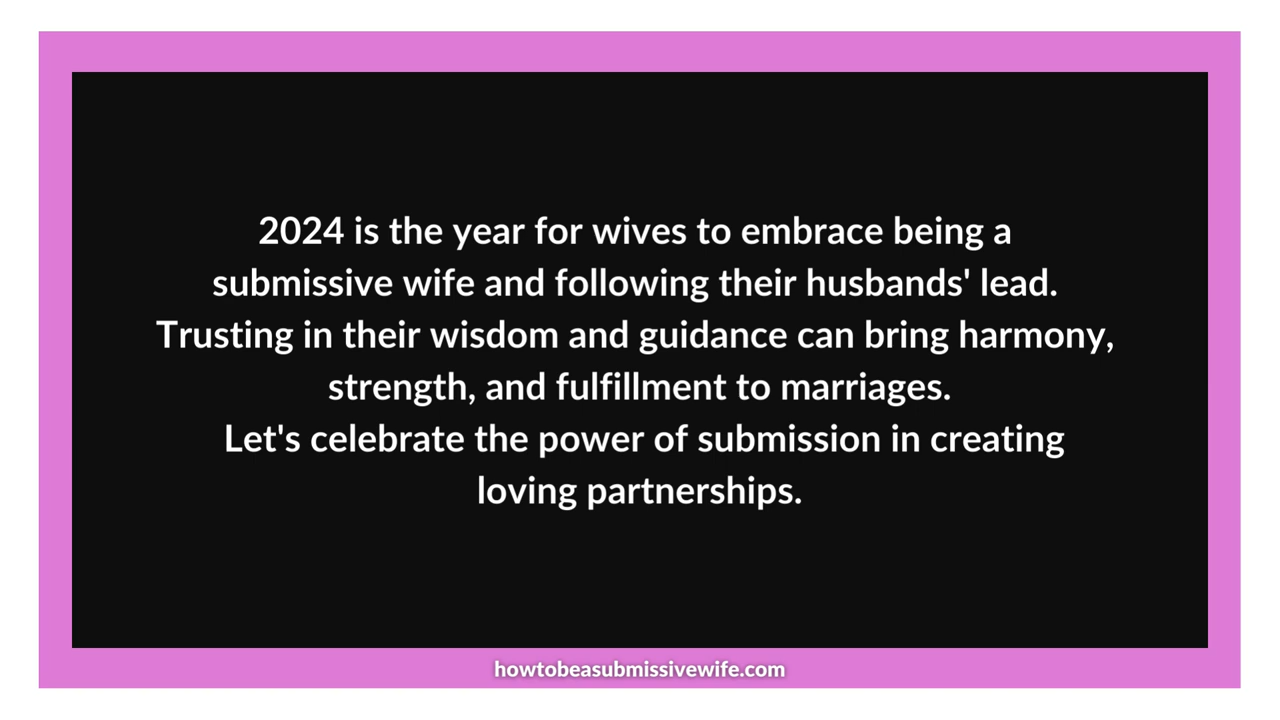 2024 is the year for wives to embrace being a
submissive wife and following their husbands' lead.
Trusting in their wisdom and guidance can bring harmony,
strength, and fulfillment to marriages.
Let's celebrate the power of submission in creating
loving partnerships.
howtobeasubmissivewife.com